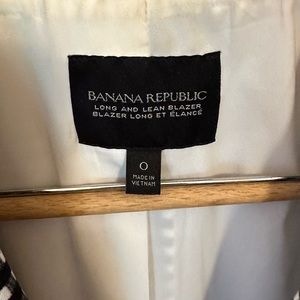 BANANA REPUBLIC
LONG AND LEAN BLAZER
BLAZER LONG ET ÉLANCÉ
0
MADE IN
VIETNAM